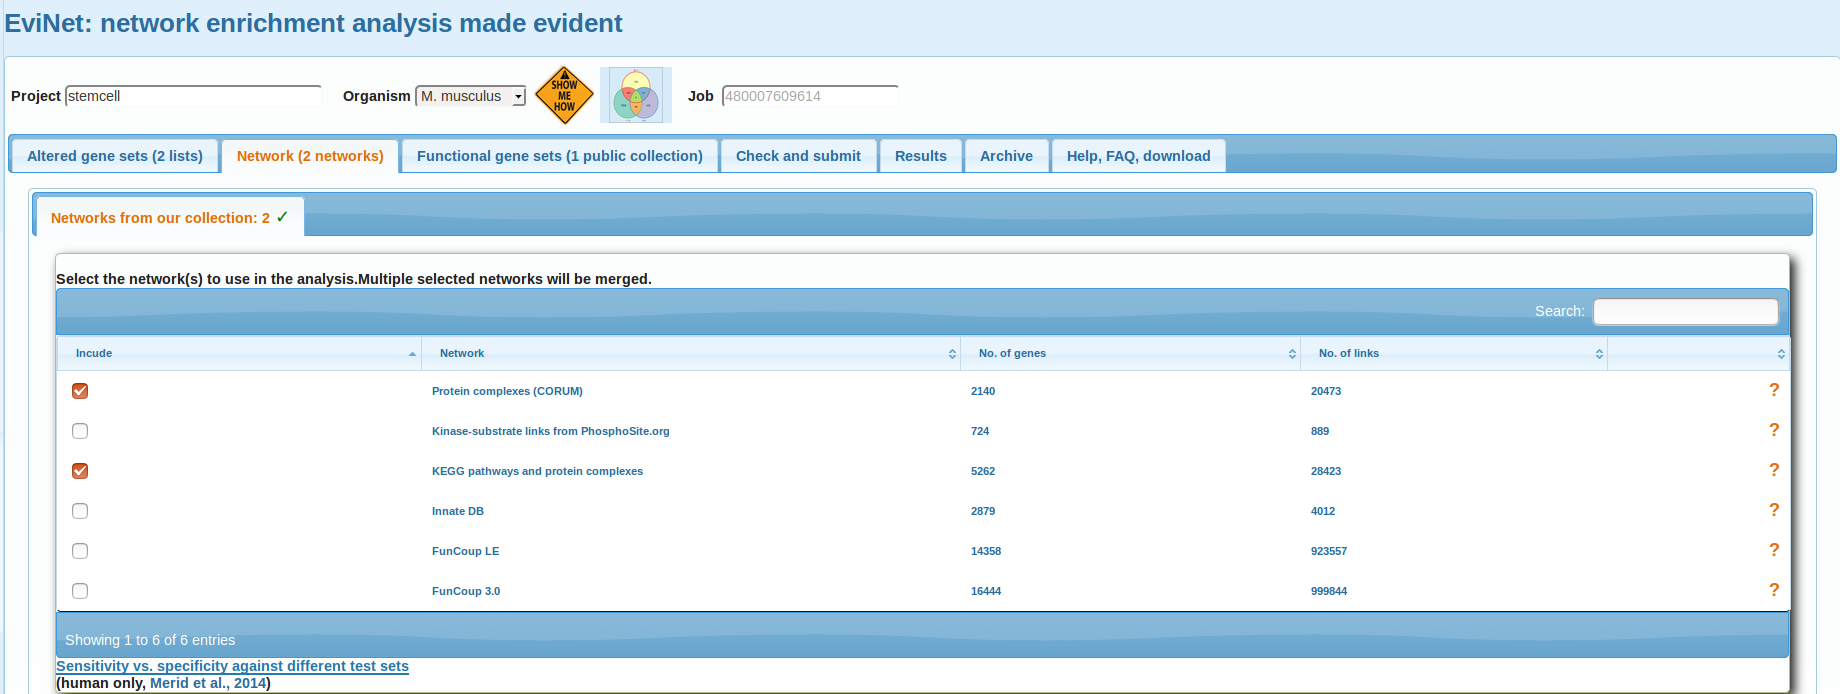 EviNet: network enrichment analysis made evident
Project stemcell Organism M. musculus SHOW ME HOW Job 480007609614
Altered gene sets (2 lists) Network (2 networks) Functional gene sets (1 public collection) Check and submit Results Archive Help, FAQ, download
Networks from our collection: 2 ✓
Select the network(s) to use in the analysis.Multiple selected networks will be merged.
Search:
Incude Network No. of genes No. of links
Protein complexes (CORUM) 2140 20473 ?
Kinase-substrate links from PhosphoSite.org 724 889 ?
KEGG pathways and protein complexes 5262 28423 ?
Innate DB 2879 4012 ?
FunCoup LE 14358 923557 ?
FunCoup 3.0 16444 999844 ?
Showing 1 to 6 of 6 entries
Sensitivity vs. specificity against different test sets
(human only, Merid et al., 2014)